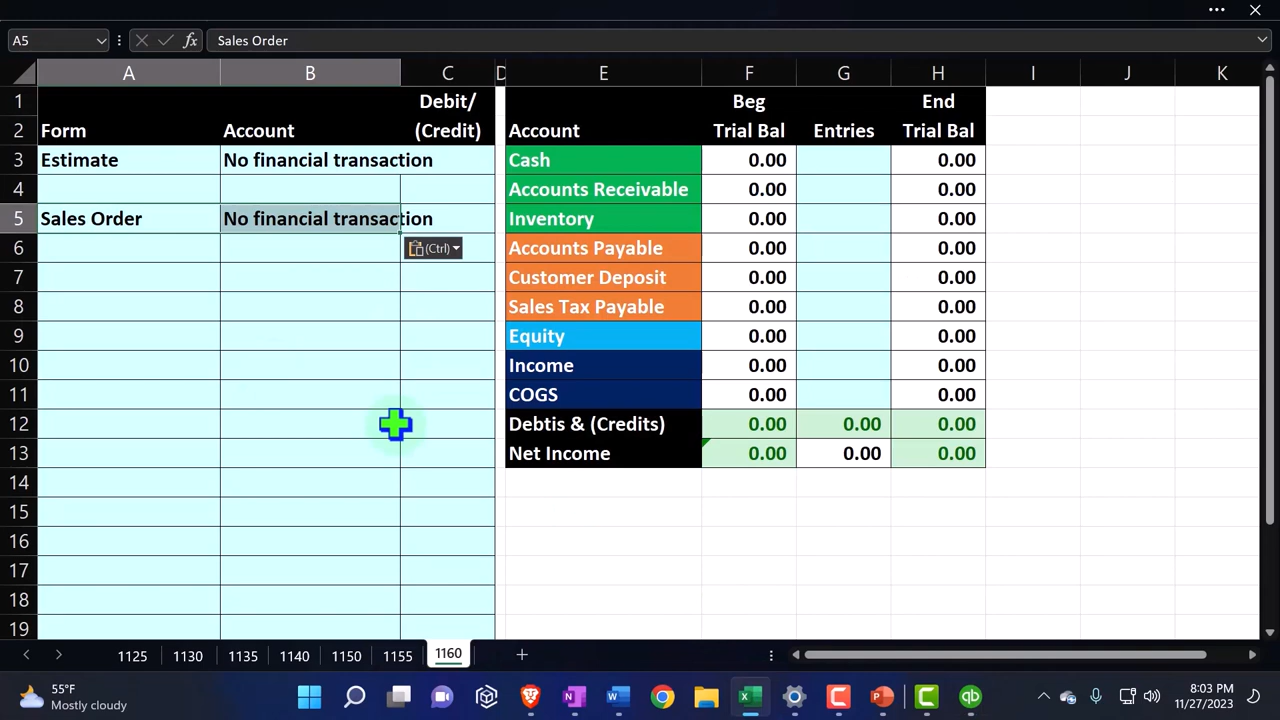 A5
fx
Sales Order
A B C D E F G H I J K
1 Debit/ Beg End
2 Form Account (Credit) Account Trial Bal Entries Trial Bal
3 Estimate No financial transaction Cash 0.00 0.00
4 Accounts Receivable 0.00 0.00
5 Sales Order No financial transaction Inventory 0.00 0.00
6 (Ctrl) Accounts Payable 0.00 0.00
7 Customer Deposit 0.00 0.00
8 Sales Tax Payable 0.00 0.00
9 Equity 0.00 0.00
10 Income 0.00 0.00
11 COGS 0.00 0.00
12 Debtis & (Credits) 0.00 0.00 0.00
13 Net Income 0.00 0.00 0.00
14
15
16
17
18
19
1125 1130 1135 1140 1150 1155 1160
55°F
Mostly cloudy
8:03 PM
11/27/2023